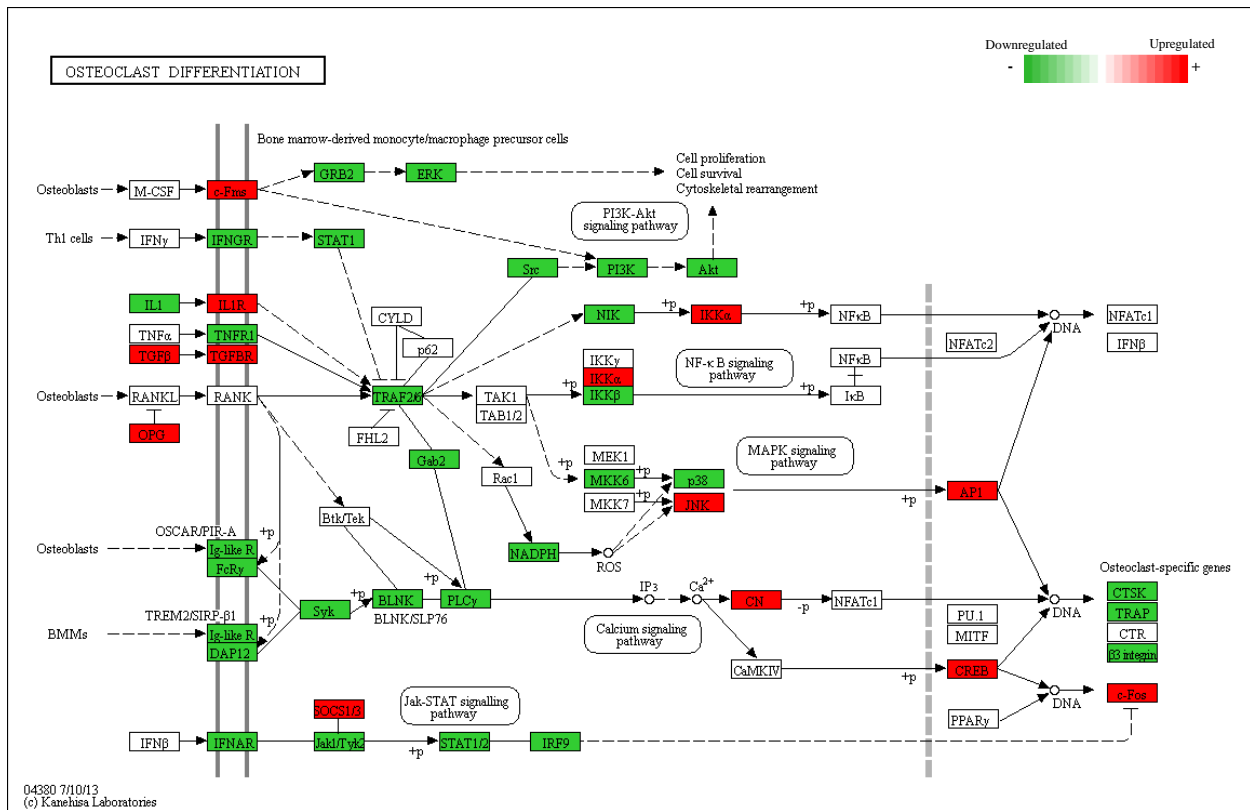 Downregulated
Upregulated
-
+
OSTEOCLAST DIFFERENTIATION
Bone marrow-derived monocyte/macrophage precursor cells
Osteoblasts
M-CSF
c-Fms
GRB2
ERK
Cell proliferation
Cell survival
Cytoskeletal rearrangement
PI3K-Akt
signaling pathway
Th1 cells
IFNγ
IFNGR
STAT1
Src
PI3K
Akt
IL1
IL1R
TNFα
TNFR1
TGFβ
TGFBR
CYLD
p62
NIK
+p
IKKα
+p
NFκB
NFATc2
DNA
NFATc1
IFNβ
IKKγ
IKKα
IKKβ
+p
NF-κ B signaling
pathway
NFκB
IκB
Osteoblasts
RANKL
RANK
TRAF2/6
TAK1
TAB1/2
OPG
FHL2
Gab2
Rac1
+p
MEK1
MKK6
+p
p38
MKK7
+p
JNK
MAPK signaling
pathway
+p
AP1
Btk/Tek
OSCAR/PIR-A
+p
Osteoblasts
Ig-like R
FcRγ
NADPH
ROS
Syk
+p
BLNK
+p
PLCγ
BLNK/SLP76
IP3
Ca2+
CN
-p
NFATc1
Calcium signaling
pathway
PU.1
MITF
DNA
Osteoclast-specific genes
CTSK
TRAP
CTR
β3 integrin
TREM2/SIRP-β1
+p
BMMs
Ig-like R
DAP12
CaMKIV
+p
CREB
PPARγ
DNA
c-Fos
SOCS1/3
Jak-STAT signalling
pathway
IFNβ
IFNAR
Jak1/Tyk2
+p
STAT1/2
IRF9
04380 7/10/13
(c) Kanehisa Laboratories